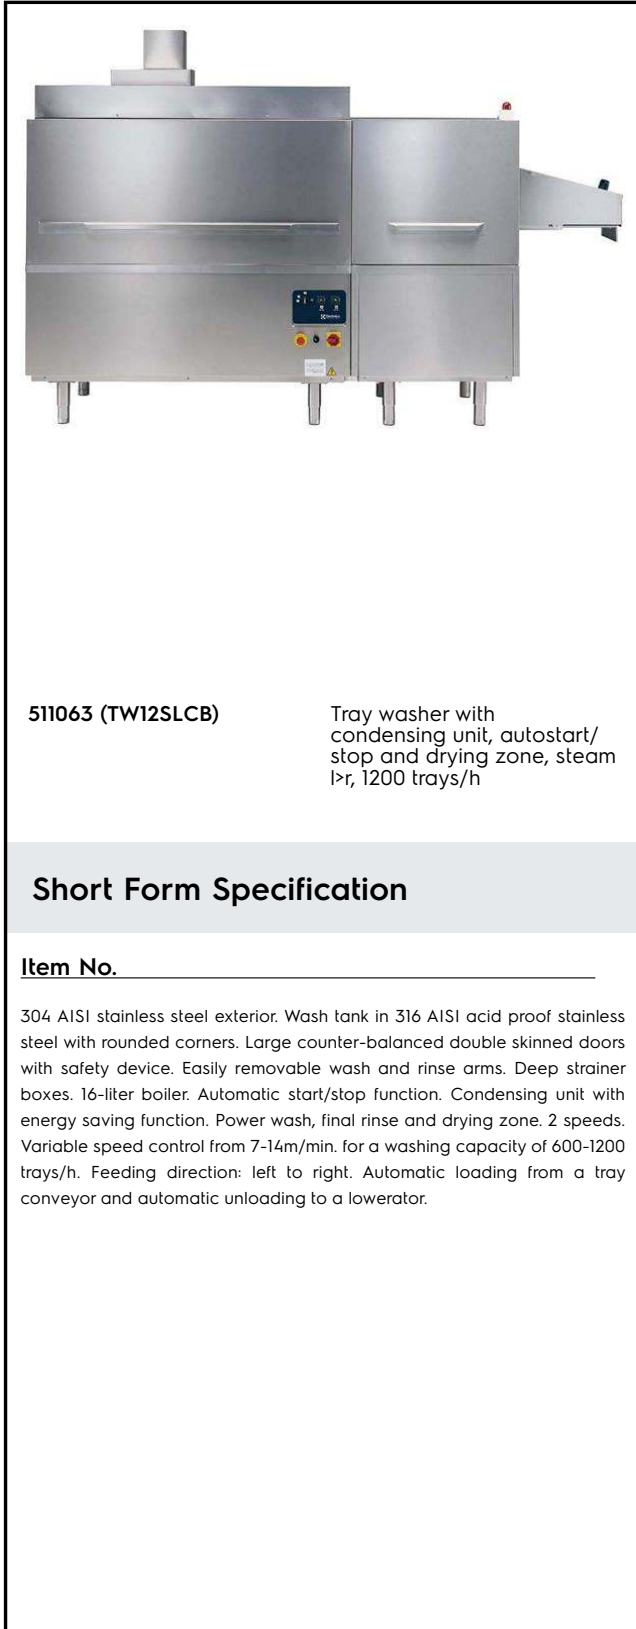 Electrolux
511063 (TW12SLCB)
Tray washer with
condensing unit, autostart/
stop and drying zone, steam
l>r, 1200 trays/h
Short Form Specification
Item No.
304 AISI stainless steel exterior. Wash tank in 316 AISI acid proof stainless
steel with rounded corners. Large counter-balanced double skinned doors
with safety device. Easily removable wash and rinse arms. Deep strainer
boxes. 16-liter boiler. Automatic start/stop function. Condensing unit with
energy saving function. Power wash, final rinse and drying zone. 2 speeds.
Variable speed control from 7-14m/min. for a washing capacity of 600-1200
trays/h. Feeding direction: left to right. Automatic loading from a tray
conveyor and automatic unloading to a lowerator.